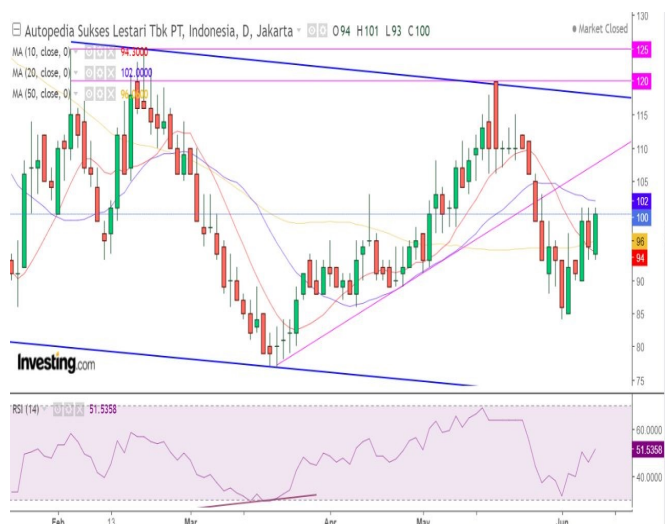 Autopedia Sukses Lestari Tbk PT, Indonesia, D, Jakarta O94 H101 L93 C100
Market Closed
MA (10, close, 0) 94.3000
MA (20, close, 0) 102.0000
MA (50, close, 0)
130
125
120
115
110
105
102
100
96
94
90
85
80
75
Investing.com
RSI (14) 51.5358
60.0000
51.5358
40.0000
Feb 13 Mar Apr May Jun